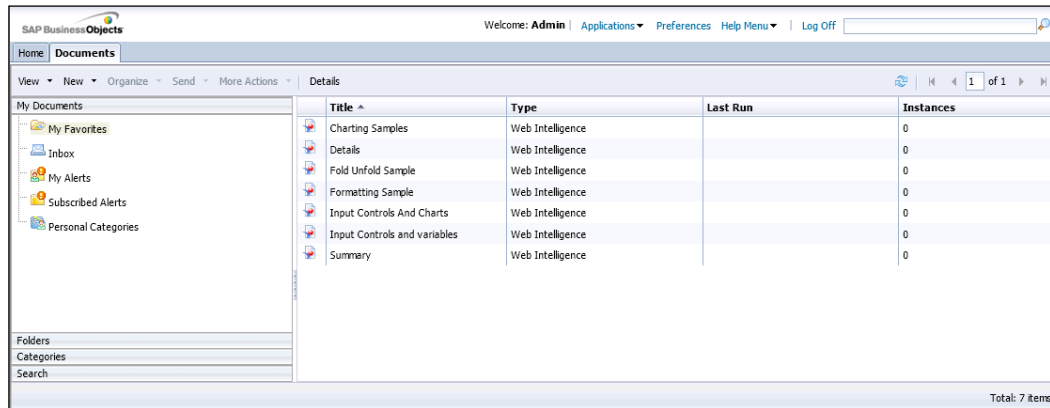 SAP BusinessObjects Welcome: Admin | Applications Preferences Help Menu | Log Off
Home Documents
View New Organize Send More Actions Details 1 of 1
My Documents Title Type Last Run Instances
My Favorites Charting Samples Web Intelligence 0
Inbox Details Web Intelligence 0
My Alerts Fold Unfold Sample Web Intelligence 0
Subscribed Alerts Formatting Sample Web Intelligence 0
Personal Categories Input Controls And Charts Web Intelligence 0
Input Controls and variables Web Intelligence 0
Summary Web Intelligence 0
Folders
Categories
Search
Total: 7 items